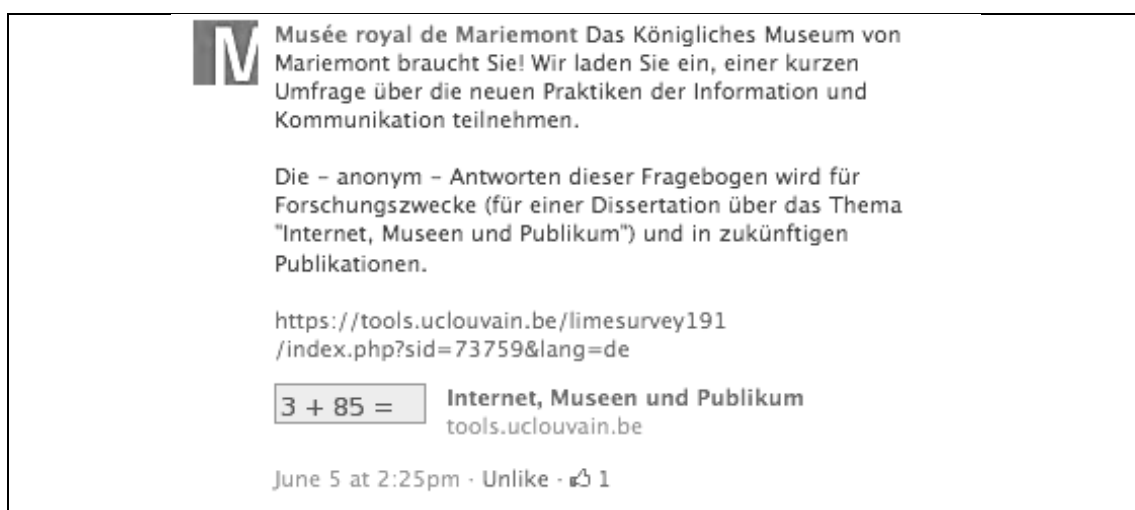 M
Musée royal de Mariemont Das Königliches Museum von
Mariemont braucht Sie! Wir laden Sie ein, einer kurzen
Umfrage über die neuen Praktiken der Information und
Kommunikation teilnehmen.
Die – anonym – Antworten dieser Fragebogen wird für
Forschungszwecke (für einer Dissertation über das Thema
"Internet, Museen und Publikum") und in zukünftigen
Publikationen.
https://tools.uclouvain.be/limesurvey191
/index.php?sid=73759&lang=de
3 + 85 =
Internet, Museen und Publikum
tools.uclouvain.be
June 5 at 2:25pm · Unlike · 1